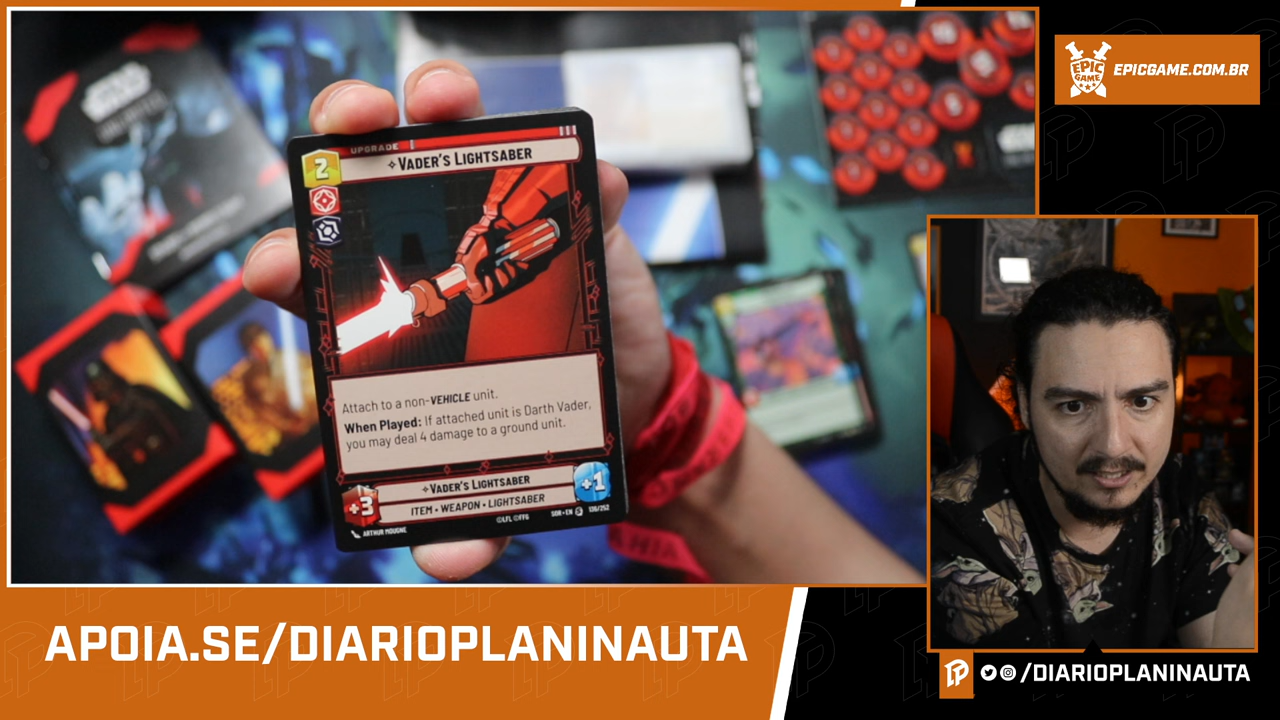 UPGRADE
2
VADER'S LIGHTSABER
Attach to a non-VEHICLE unit.
When Played: If attached unit is Darth Vader,
you may deal 4 damage to a ground unit.
+3
VADER'S LIGHTSABER
+1
ITEM • WEAPON • LIGHTSABER
ARTHUR MOUGNE
©LFL ©FFG
SOR • EN
136/252
STAR WARS
EPIC GAME
EPICGAME.COM.BR
APOIA.SE/DIARIOPLANINAUTA
/DIARIOPLANINAUTA